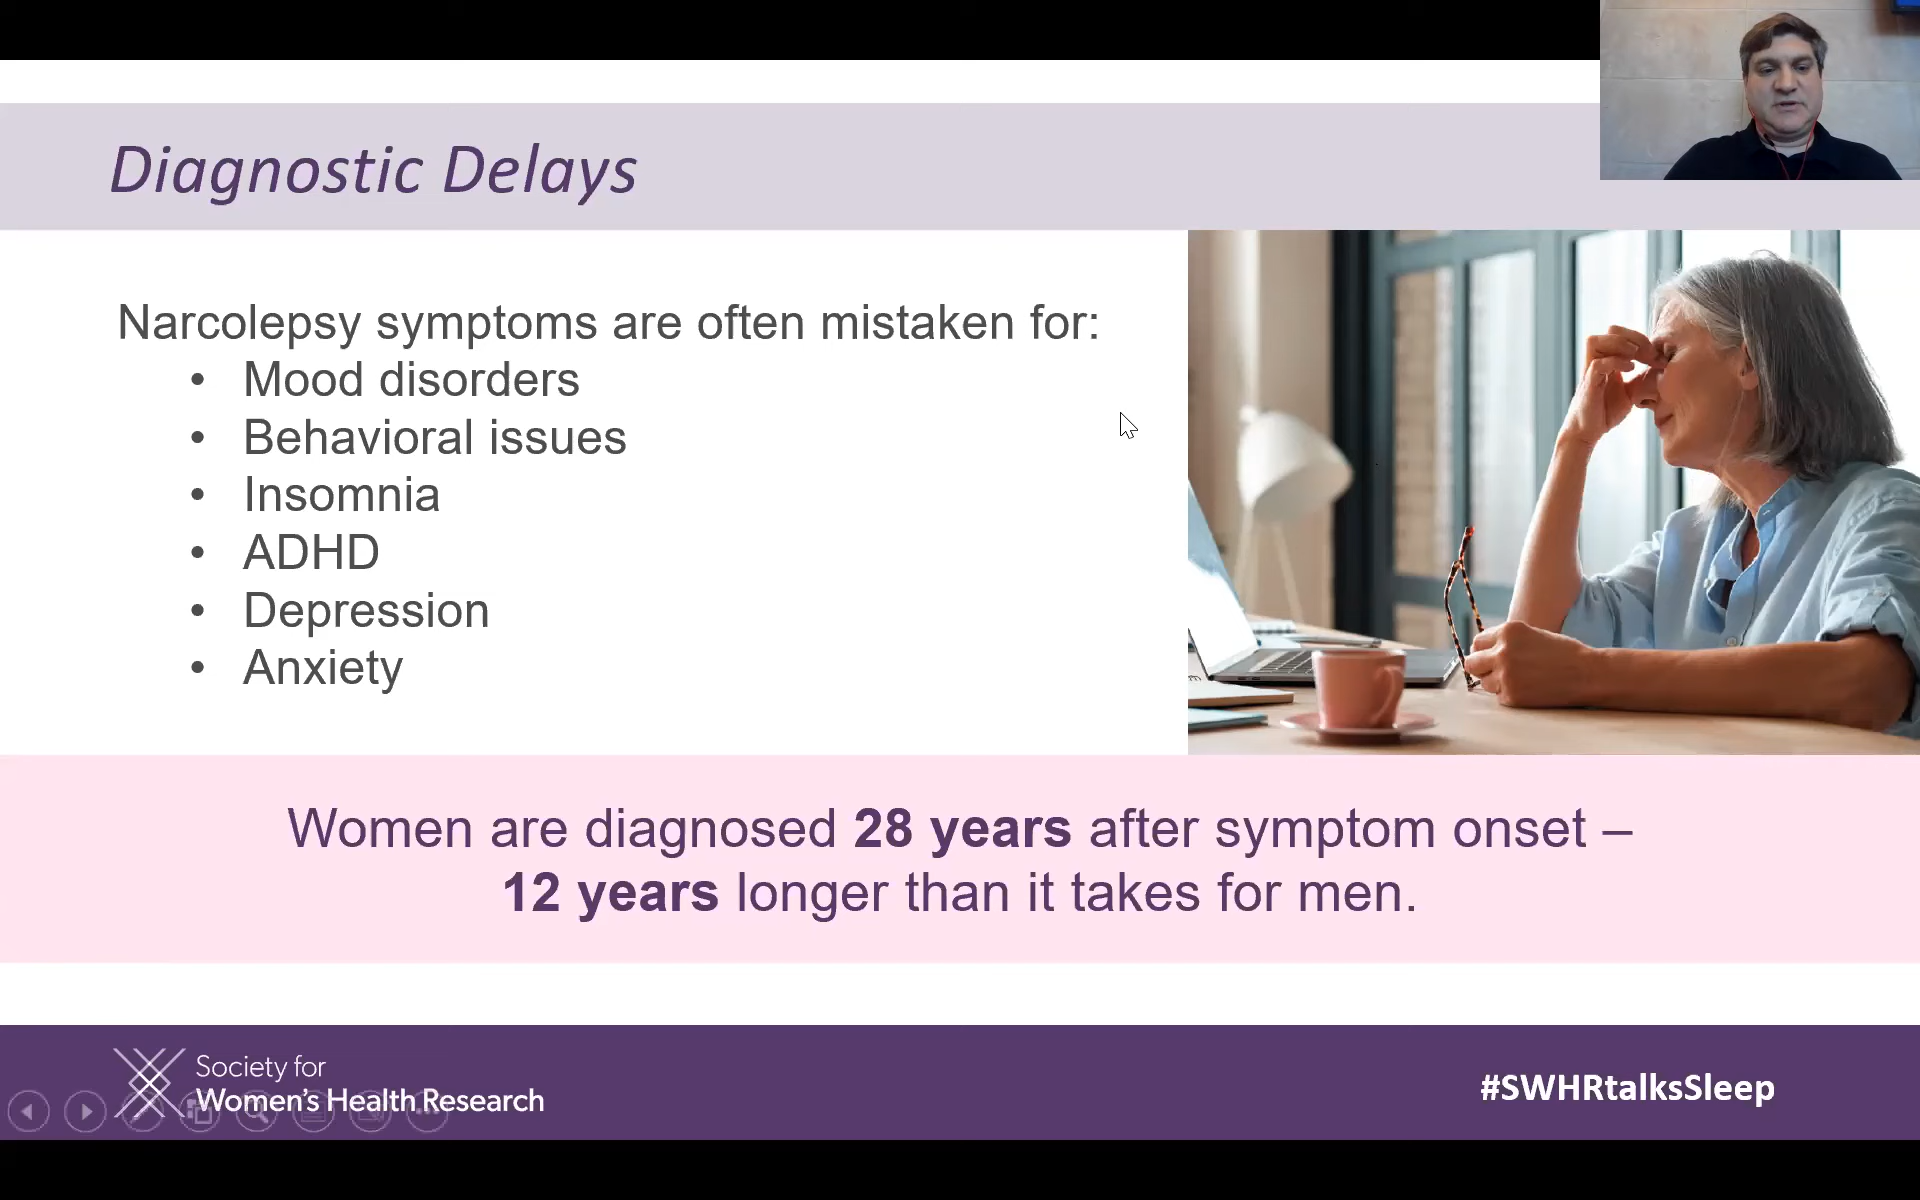 Diagnostic Delays
Narcolepsy symptoms are often mistaken for:
• Mood disorders
• Behavioral issues
• Insomnia
• ADHD
• Depression
• Anxiety
Women are diagnosed 28 years after symptom onset –
12 years longer than it takes for men.
Society for
Women's Health Research
#SWHRtalksSleep